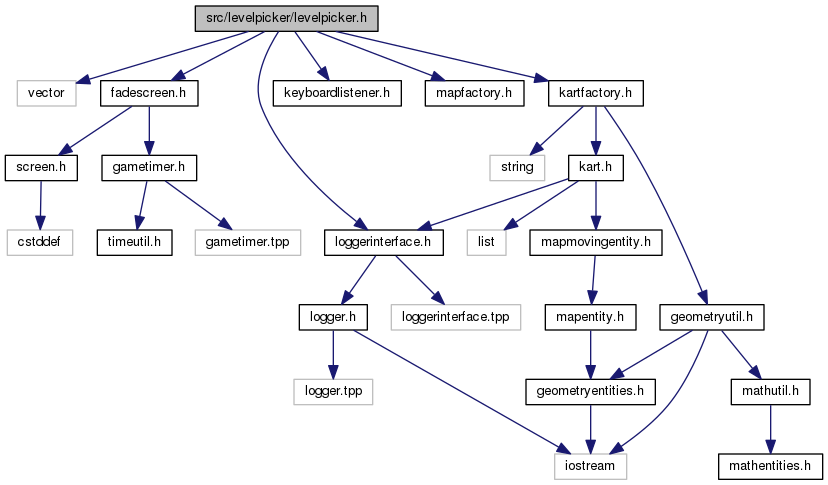 src/levelpicker/levelpicker.h
vector
fadescreen.h
keyboardlistener.h
mapfactory.h
kartfactory.h
screen.h
gametimer.h
string
kart.h
cstddef
timeutil.h
gametimer.tpp
loggerinterface.h
list
mapmovingentity.h
logger.h
loggerinterface.tpp
mapentity.h
geometryutil.h
logger.tpp
geometryentities.h
mathutil.h
iostream
mathentities.h